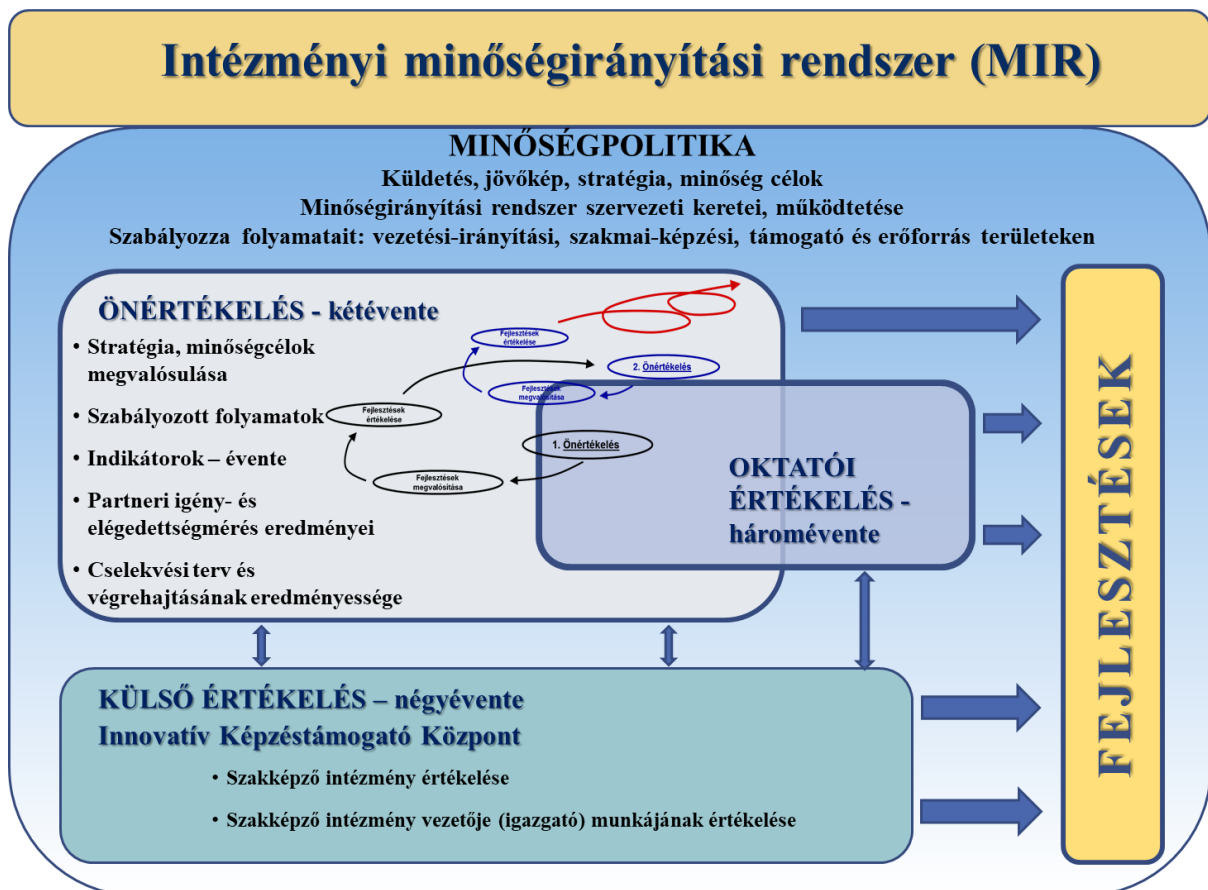 Intézményi minőségirányítási rendszer (MIR)
MINŐSÉGPOLITIKA
Küldetés, jövőkép, stratégia, minőség célok
Minőségirányítási rendszer szervezeti keretei, működtetése
Szabályozza folyamatait: vezetési-irányítási, szakmai-képzési, támogató és erőforrás területeken
ÖNÉRTÉKELÉS - kétévente
• Stratégia, minőségcélok
megvalósulása
• Szabályozott folyamatok
• Indikátorok – évente
• Partneri igény- és
elégedettségmérés eredményei
• Cselekvési terv és
végrehajtásának eredményessége
Fejlesztések
értékelése
2. Önértékelés
Fejlesztések
megvalósítása
Fejlesztések
értékelése
1. Önértékelés
Fejlesztések
megvalósítása
OKTATÓI
ÉRTÉKELÉS -
háromévente
KÜLSŐ ÉRTÉKELÉS – négyévente
Innovatív Képzéstámogató Központ
• Szakképző intézmény értékelése
• Szakképző intézmény vezetője (igazgató) munkájának értékelése
FEJLESZTÉSEK